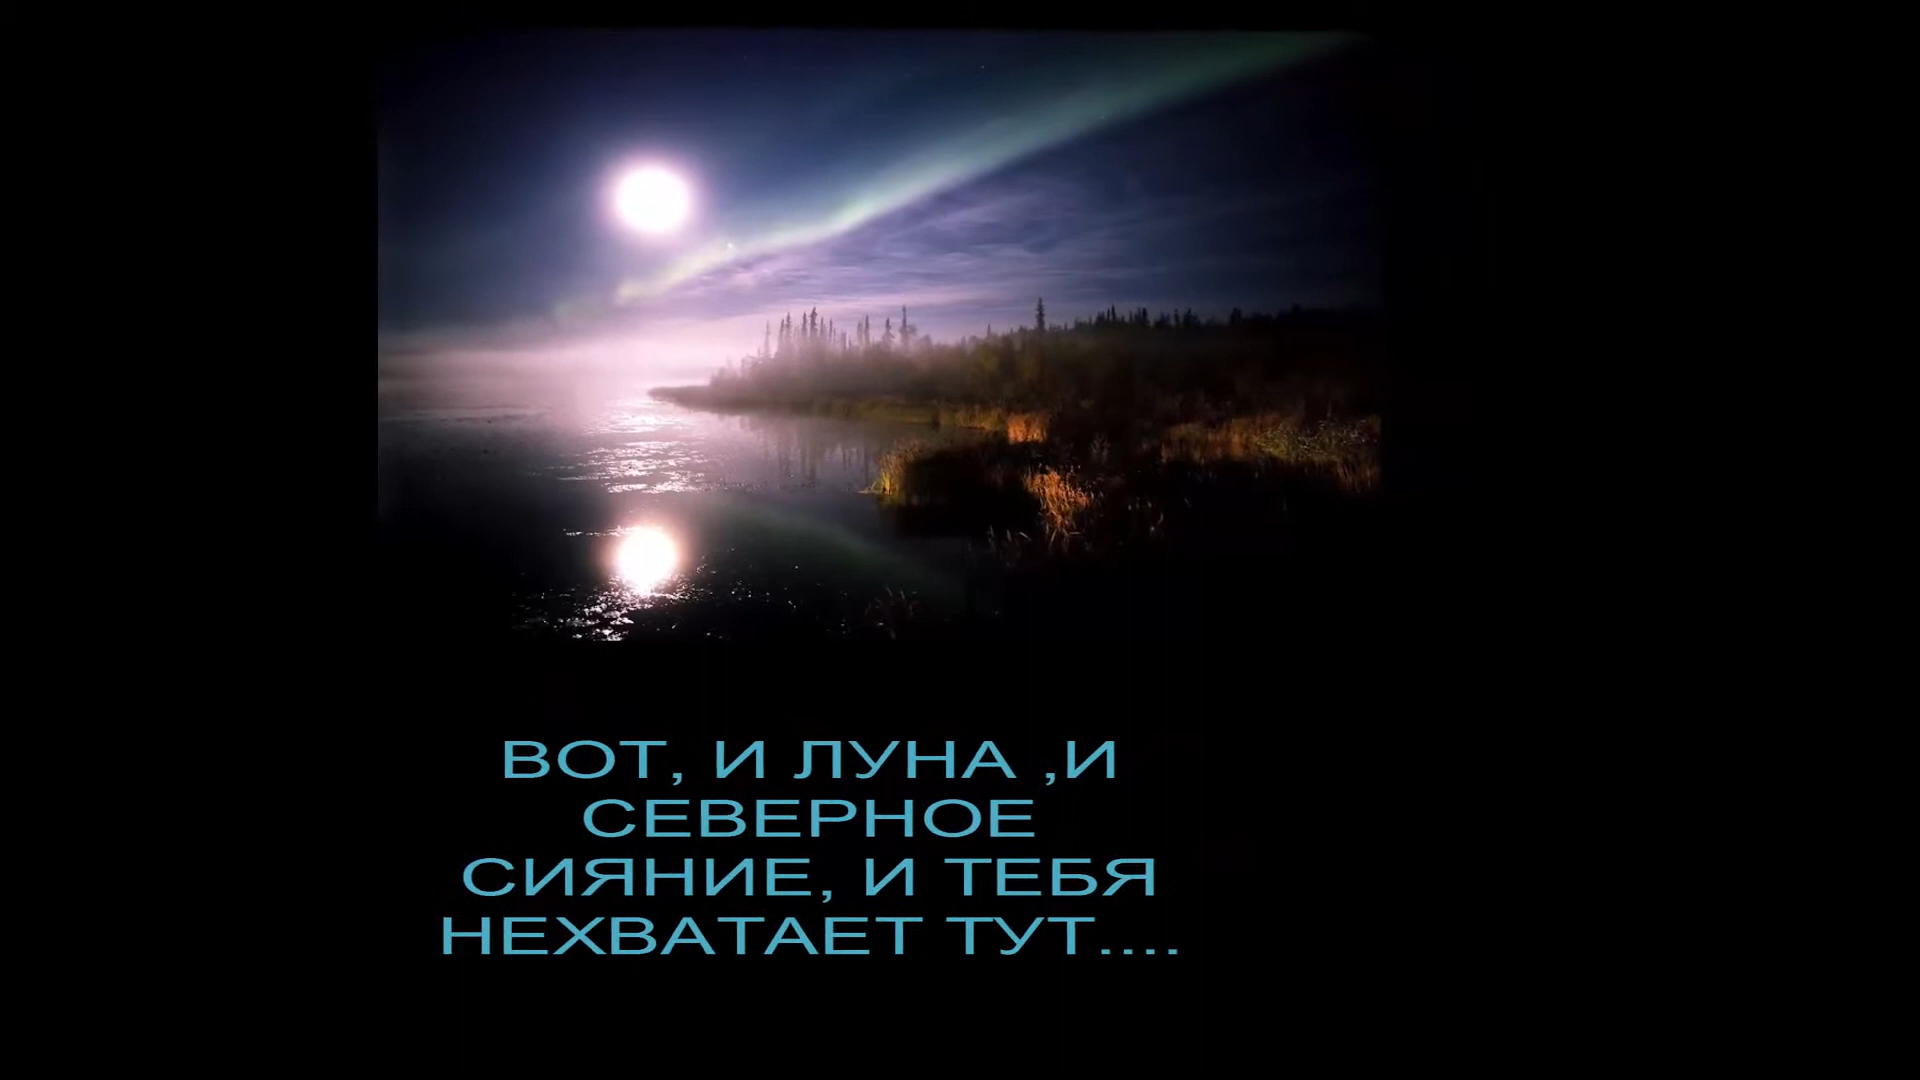 ВОТ, И ЛУНА ,И
СЕВЕРНОЕ
СИЯНИЕ, И ТЕБЯ
НЕХВАТАЕТ ТУТ....